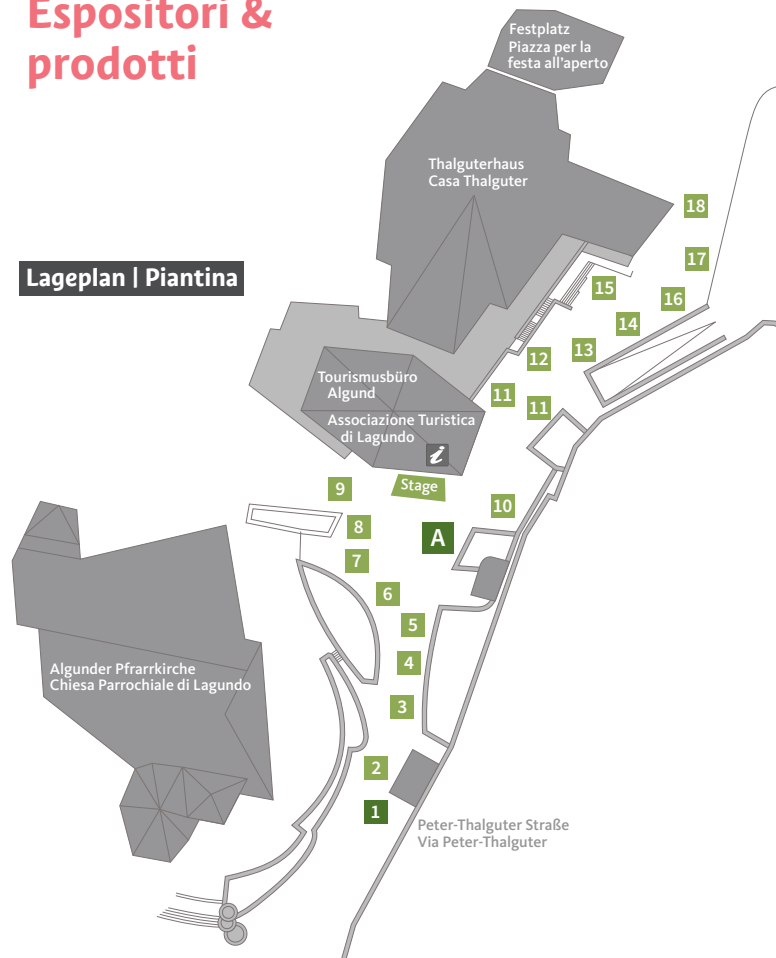 Espositori &
prodotti
Festplatz
Piazza per la
festa all'aperto
Thalguterhaus
Casa Thalguter
18
17
Lageplan | Piantina
15
16
14
13
12
Tourismusbüro
Algund
11
11
Associazione Turistica
di Lagundo
i
Stage
9
10
8
A
7
6
5
4
Algunder Pfrarrkirche
Chiesa Parrochiale di Lagundo
3
2
1
Peter-Thalguter Straße
Via Peter-Thalguter